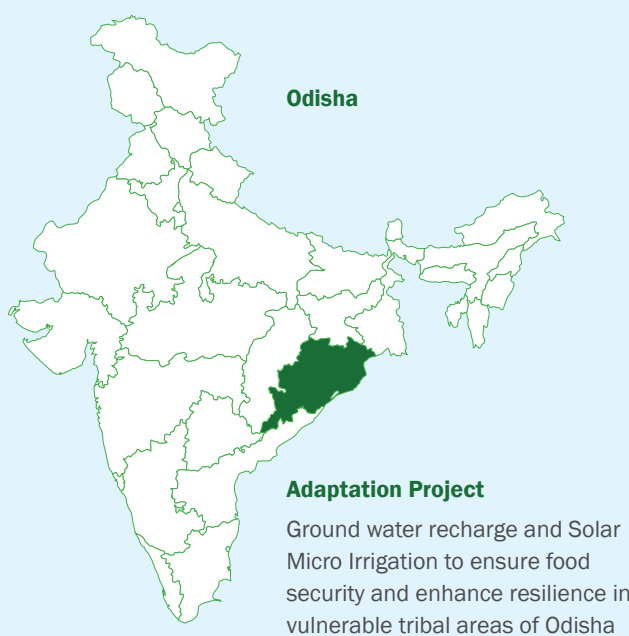 Odisha
Adaptation Project
Ground water recharge and Solar
Micro Irrigation to ensure food
security and enhance resilience in
vulnerable tribal areas of Odisha